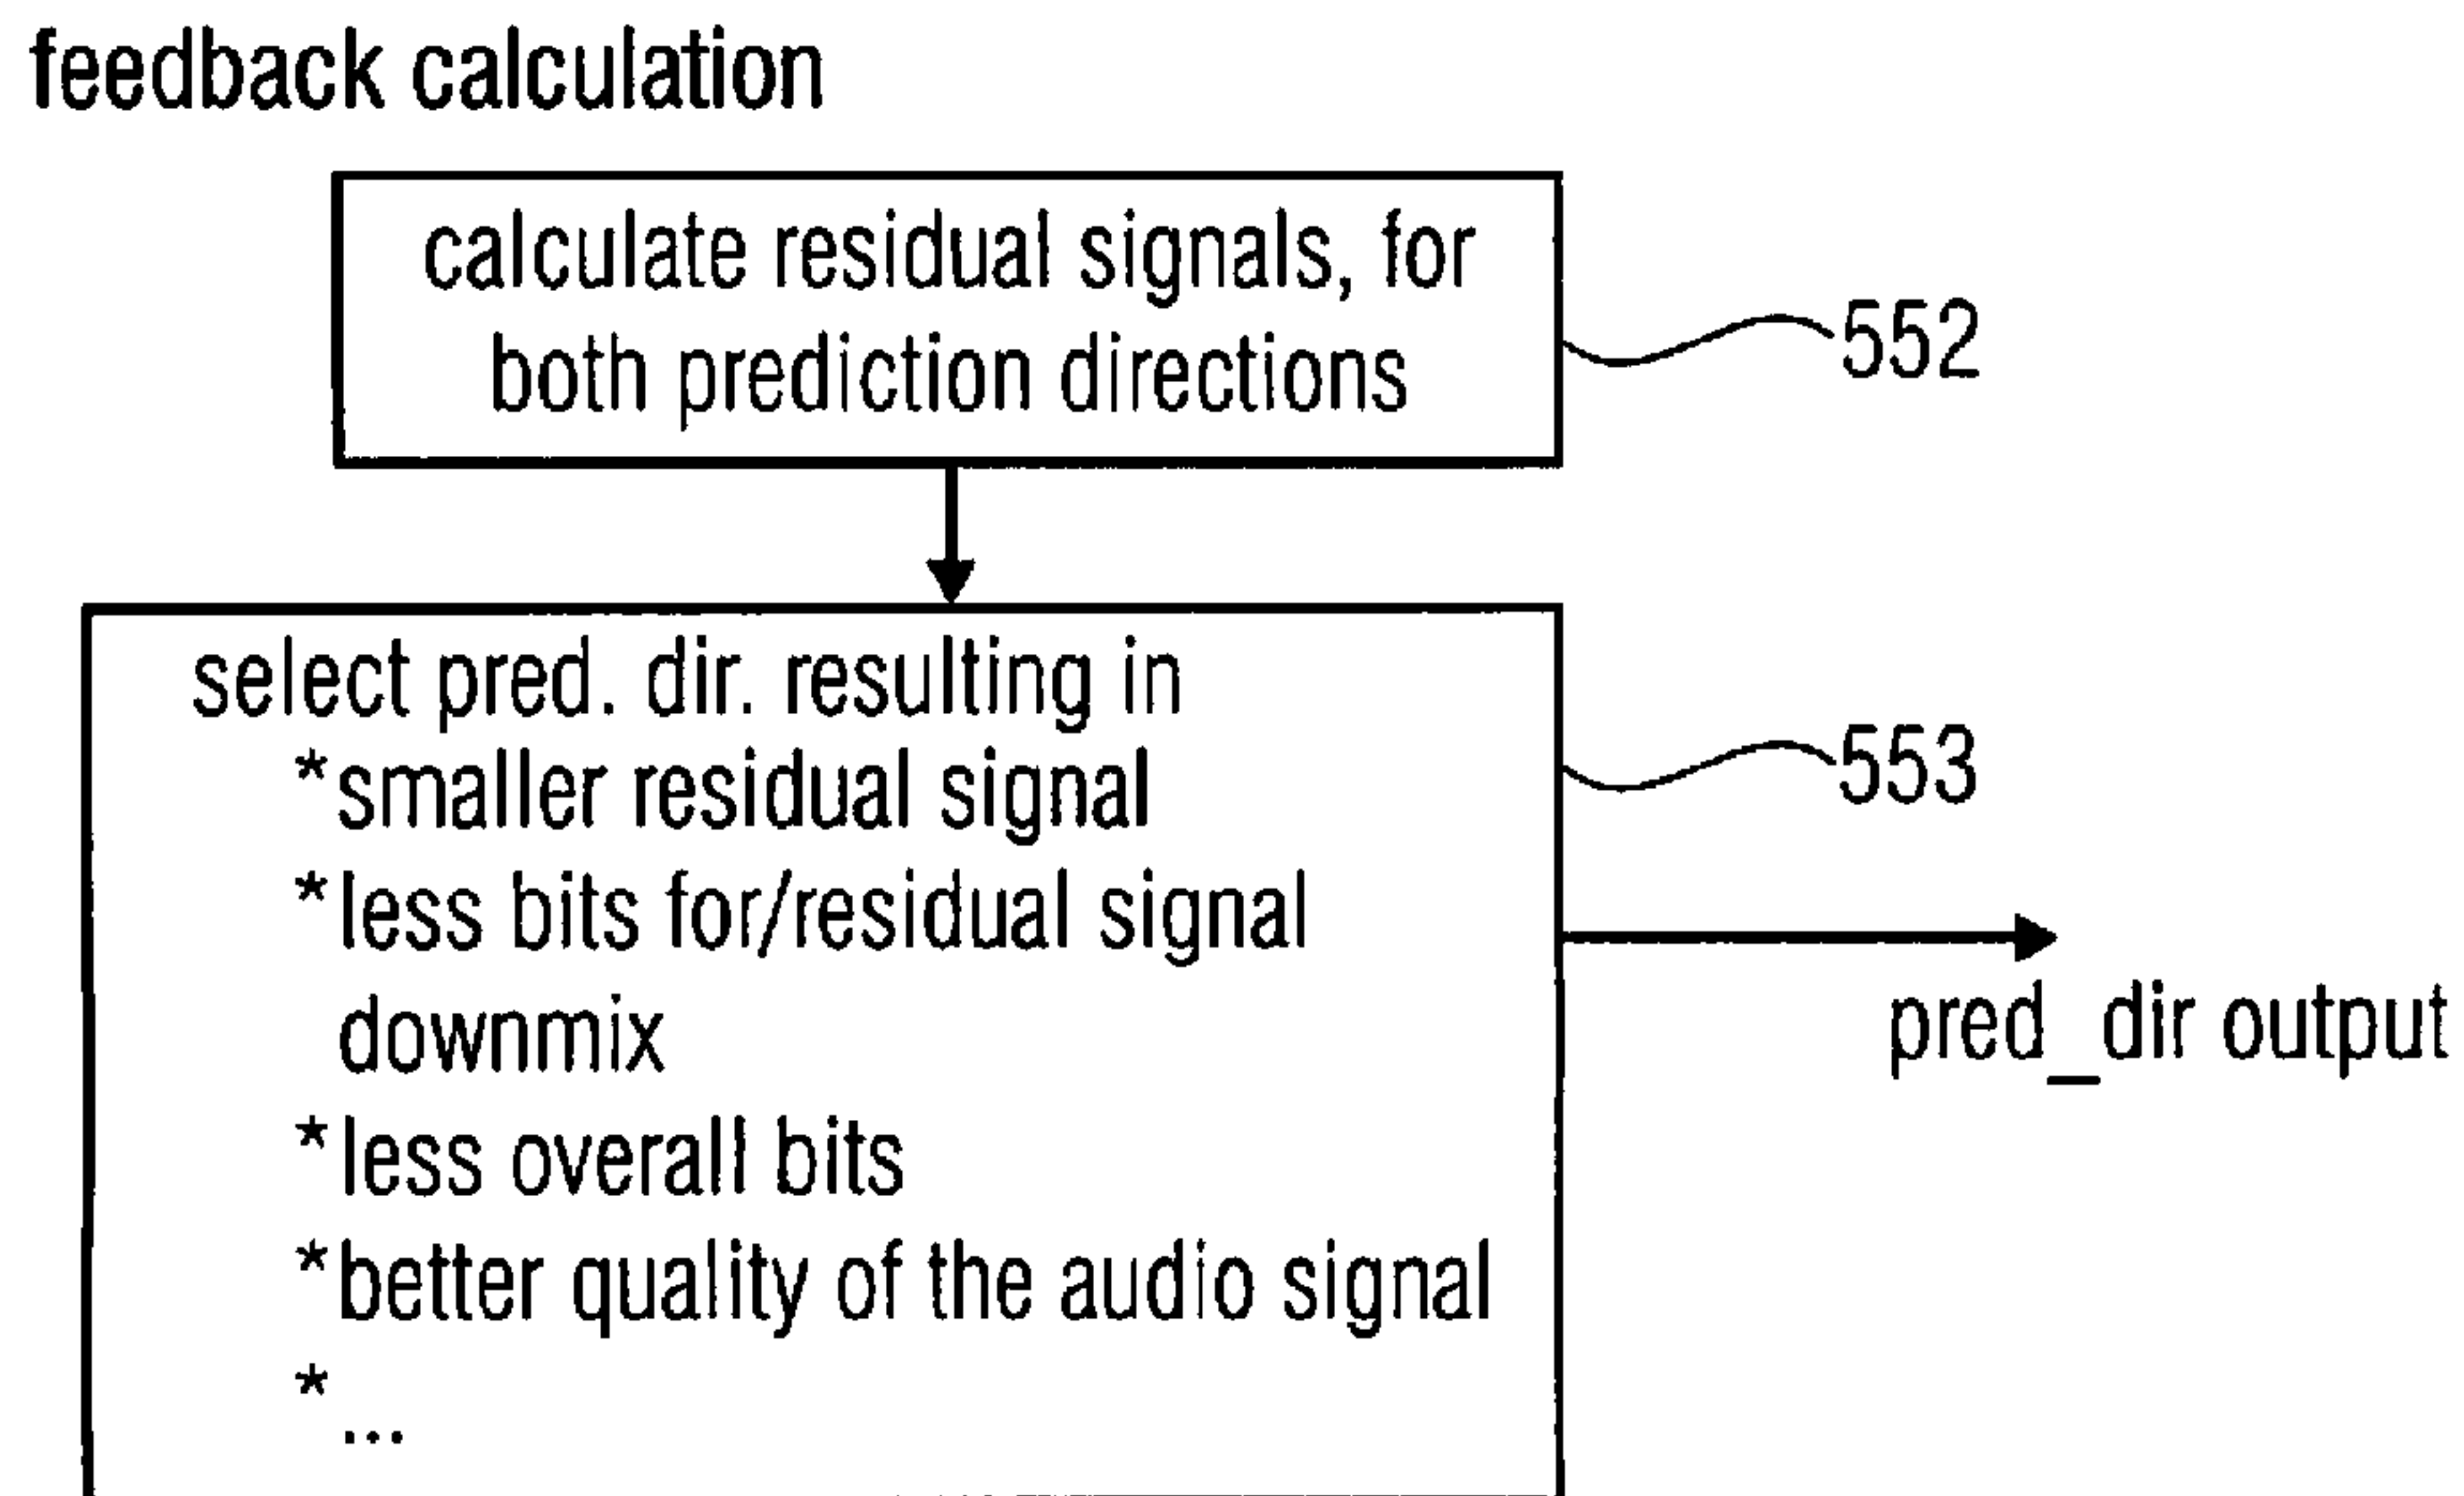 feedback calculation
calculate residual signals, for
both prediction directions
552
select pred. dir. resulting in
*smaller residual signal
*less bits for/residual signal
downmix
*less overall bits
*better quality of the audio signal
*
...
553
pred_dir output